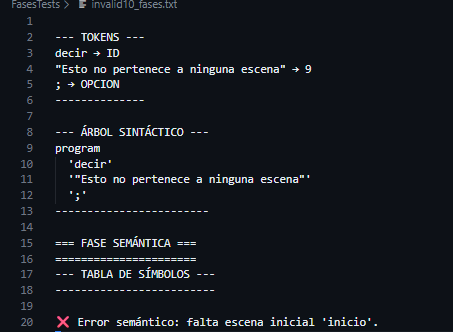 FasesTests > invalid10_fases.txt
1
2 --- TOKENS ---
3 decir → ID
4 "Esto no pertenece a ninguna escena" → 9
5 ; → OPCION
6 --------------
7
8 --- ÁRBOL SINTÁCTICO ---
9 program
10 'decir'
11 '"Esto no pertenece a ninguna escena"'
12 ';'
13 ------------------------
14
15 === FASE SEMÁNTICA ===
16 ======================
17 --- TABLA DE SÍMBOLOS ---
18 -------------------------
19
20 ❌ Error semántico: falta escena inicial 'inicio'.